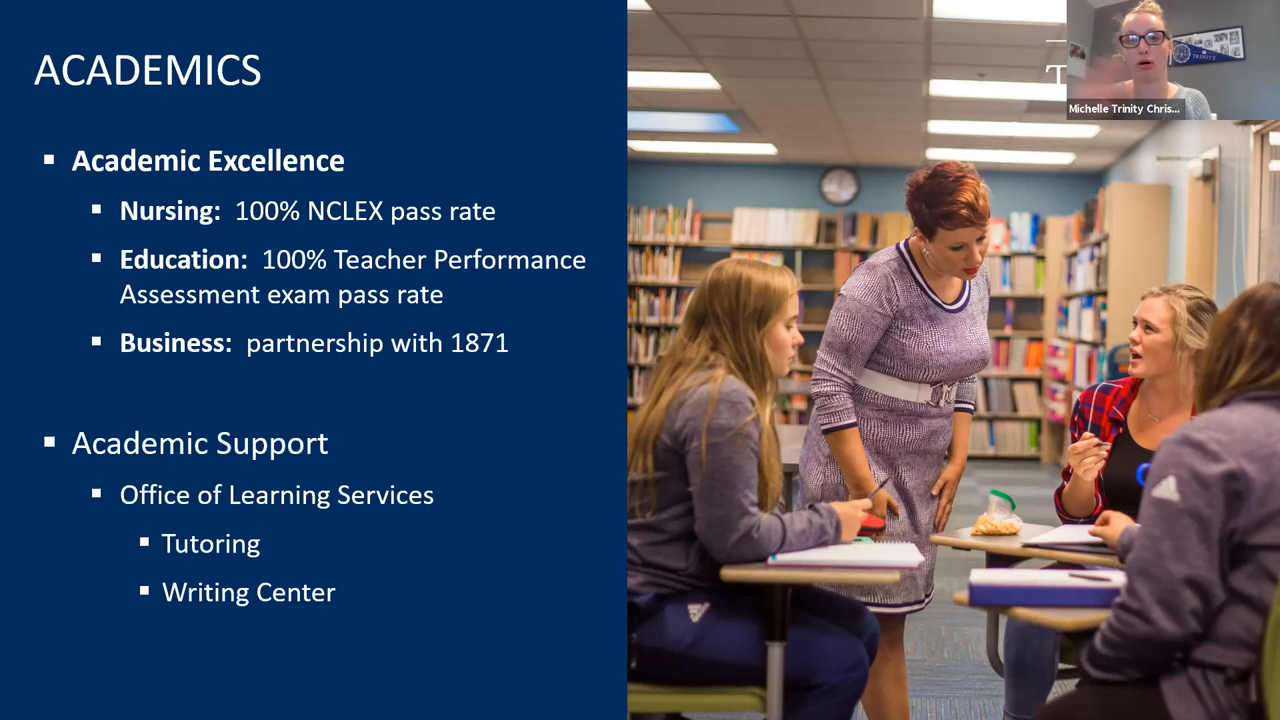 ACADEMICS
▪ Academic Excellence
▪ Nursing: 100% NCLEX pass rate
▪ Education: 100% Teacher Performance
Assessment exam pass rate
▪ Business: partnership with 1871
▪ Academic Support
▪ Office of Learning Services
▪ Tutoring
▪ Writing Center
T
TRINITY
Michelle Trinity Chris...